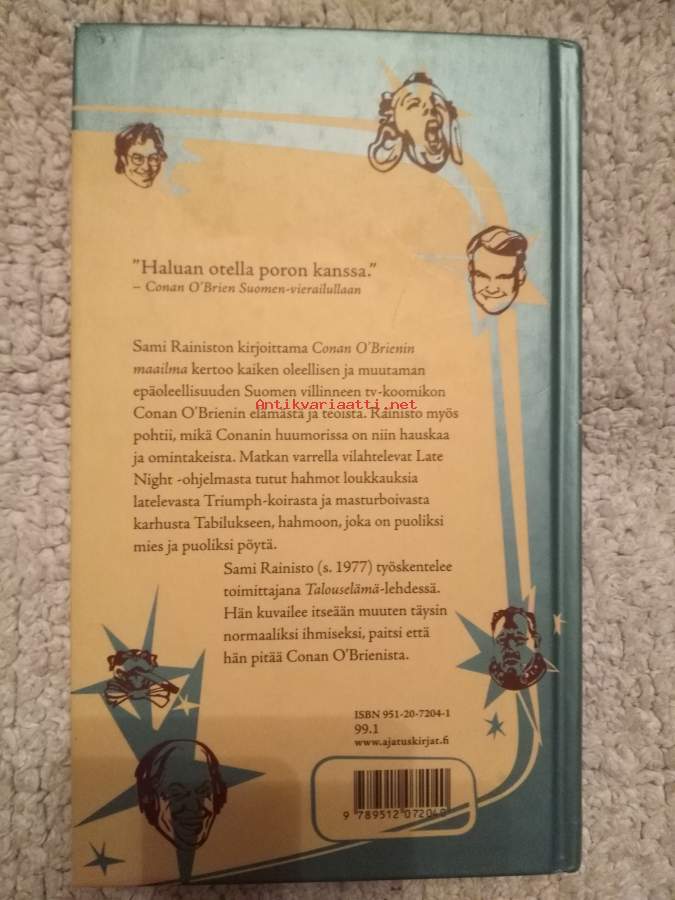 "Haluan otella poron kanssa."
– Conan O'Brien Suomen-vierailullaan
Sami Rainiston kirjoittama Conan O'Brienin
maailma kertoo kaiken oleellisen ja muutaman
epäoleellisuuden Suomen villinneen tv-koomikon
Antikvariaatti.net
Conan O'Brienin elämästä ja teoista. Rainisto myös
pohtii, mikä Conanin huumorissa on niin hauskaa
ja omintakeista. Matkan varrella vilahtelevat Late
Night -ohjelmasta tutut hahmot loukkauksia
latelevasta Triumph-koirasta ja masturboivasta
karhusta Tabilukseen, hahmoon, joka on puoliksi
mies ja puoliksi pöytä.
Sami Rainisto (s. 1977) työskentelee
toimittajana Talouselämä-lehdessä.
Hän kuvailee itseään muuten täysin
normaaliksi ihmiseksi, paitsi että
hän pitää Conan O'Brienista.
ISBN 951-20-7204-1
99.1
www.ajatuskirjat.fi
9 789512 072040